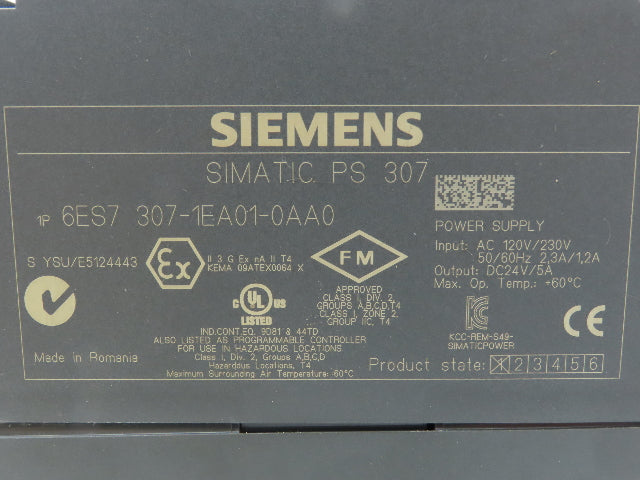 SIEMENS
SIMATIC PS 307
1P 6ES7 307-1EA01-0AA0
S YSU/E5124443
Ex
II 3 G Ex nA II T4
KEMA 09ATEX0064 X
FM
APPROVED
CLASS I, DIV. 2,
GROUPS A,B,C,D,T4
CLASS I, ZONE 2,
GROUP IIC, T4
POWER SUPPLY
Input: AC 120V/230V
50/60Hz 2,3A/1,2A
Output: DC24V/5A
Max. Op. Temp.: +60°C
C UL US
LISTED
IND.CONT.EQ. 9D81 & 44TD
ALSO LISTED AS PROGRAMMABLE CONTROLLER
FOR USE IN HAZARDOUS LOCATIONS
Class I, Div. 2, Groups A,B,C,D
Hazardous Locations, T4
Maximum Surrounding Air Temperature: 60°C
KCC-REM-S49-
SIMATICPOWER
CE
Made in Romania
Product state: X 2 3 4 5 6